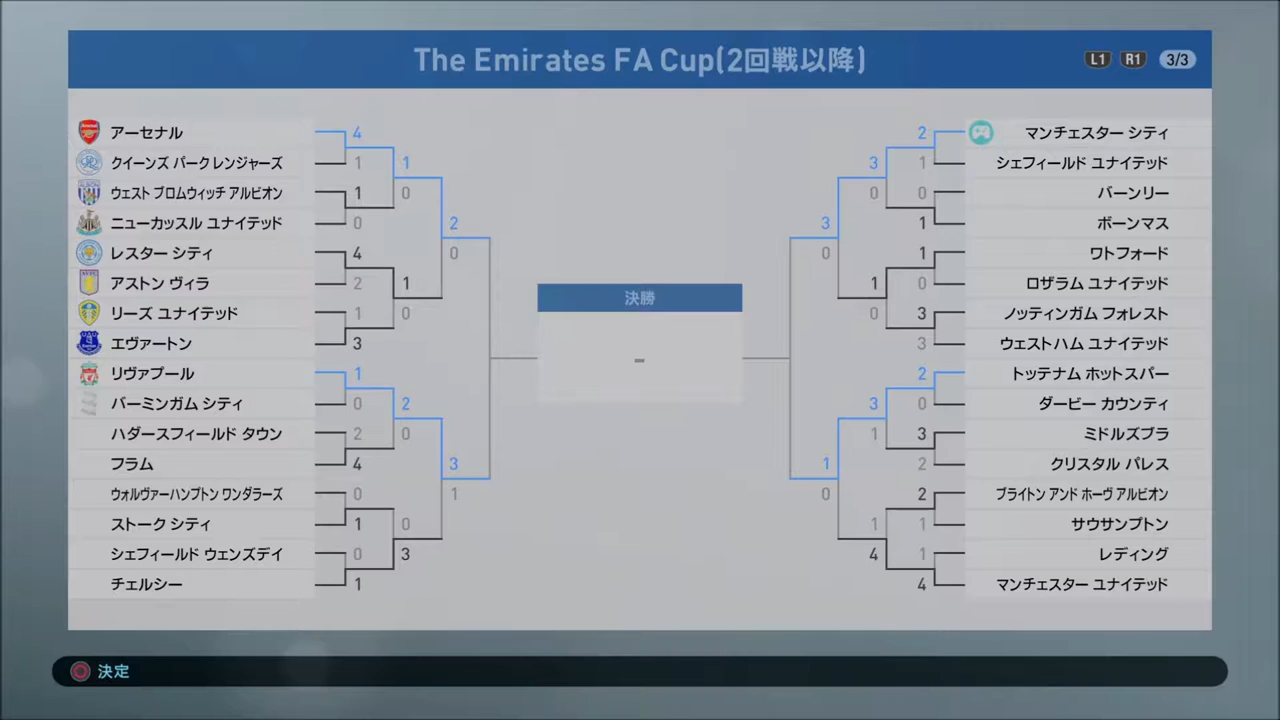 The Emirates FA Cup(2回戦以降)
L1 R1 3/3
アーセナル 4 2 マンチェスター シティ
クイーンズ パーク レンジャーズ 1 1 3 1 シェフィールド ユナイテッド
ウェスト ブロムウィッチ アルビオン 1 0 0 0 バーンリー
ニューカッスル ユナイテッド 0 2 3 1 ボーンマス
レスター シティ 4 0 0 1 ワトフォード
アストン ヴィラ 2 1 1 0 ロザラム ユナイテッド
決勝
リーズ ユナイテッド 1 0 0 3 ノッティンガム フォレスト
エヴァートン 3 3 ウェストハム ユナイテッド
-
リヴァプール 1 2 トッテナム ホットスパー
バーミンガム シティ 0 2 3 0 ダービー カウンティ
ハダースフィールド タウン 2 0 1 3 ミドルズブラ
フラム 4 3 1 2 クリスタル パレス
ウォルヴァーハンプトン ワンダラーズ 0 1 0 2 ブライトン アンド ホーヴ アルビオン
ストーク シティ 1 0 1 1 サウサンプトン
シェフィールド ウェンズデイ 0 3 4 1 レディング
チェルシー 1 4 マンチェスター ユナイテッド
決定